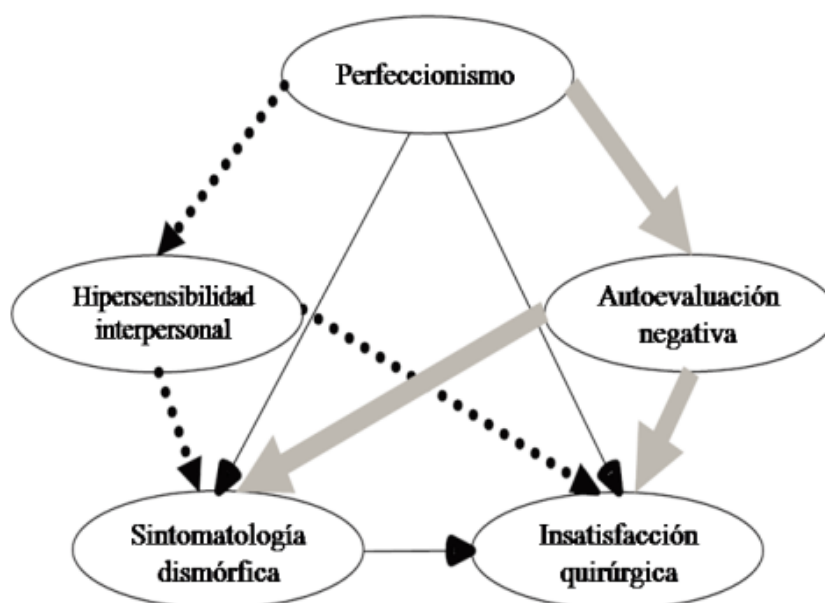 Perfeccionismo
Hipersensibilidad
interpersonal
Autoevaluación
negativa
Sintomatología
dismórfica
Insatisfacción
quirúrgica